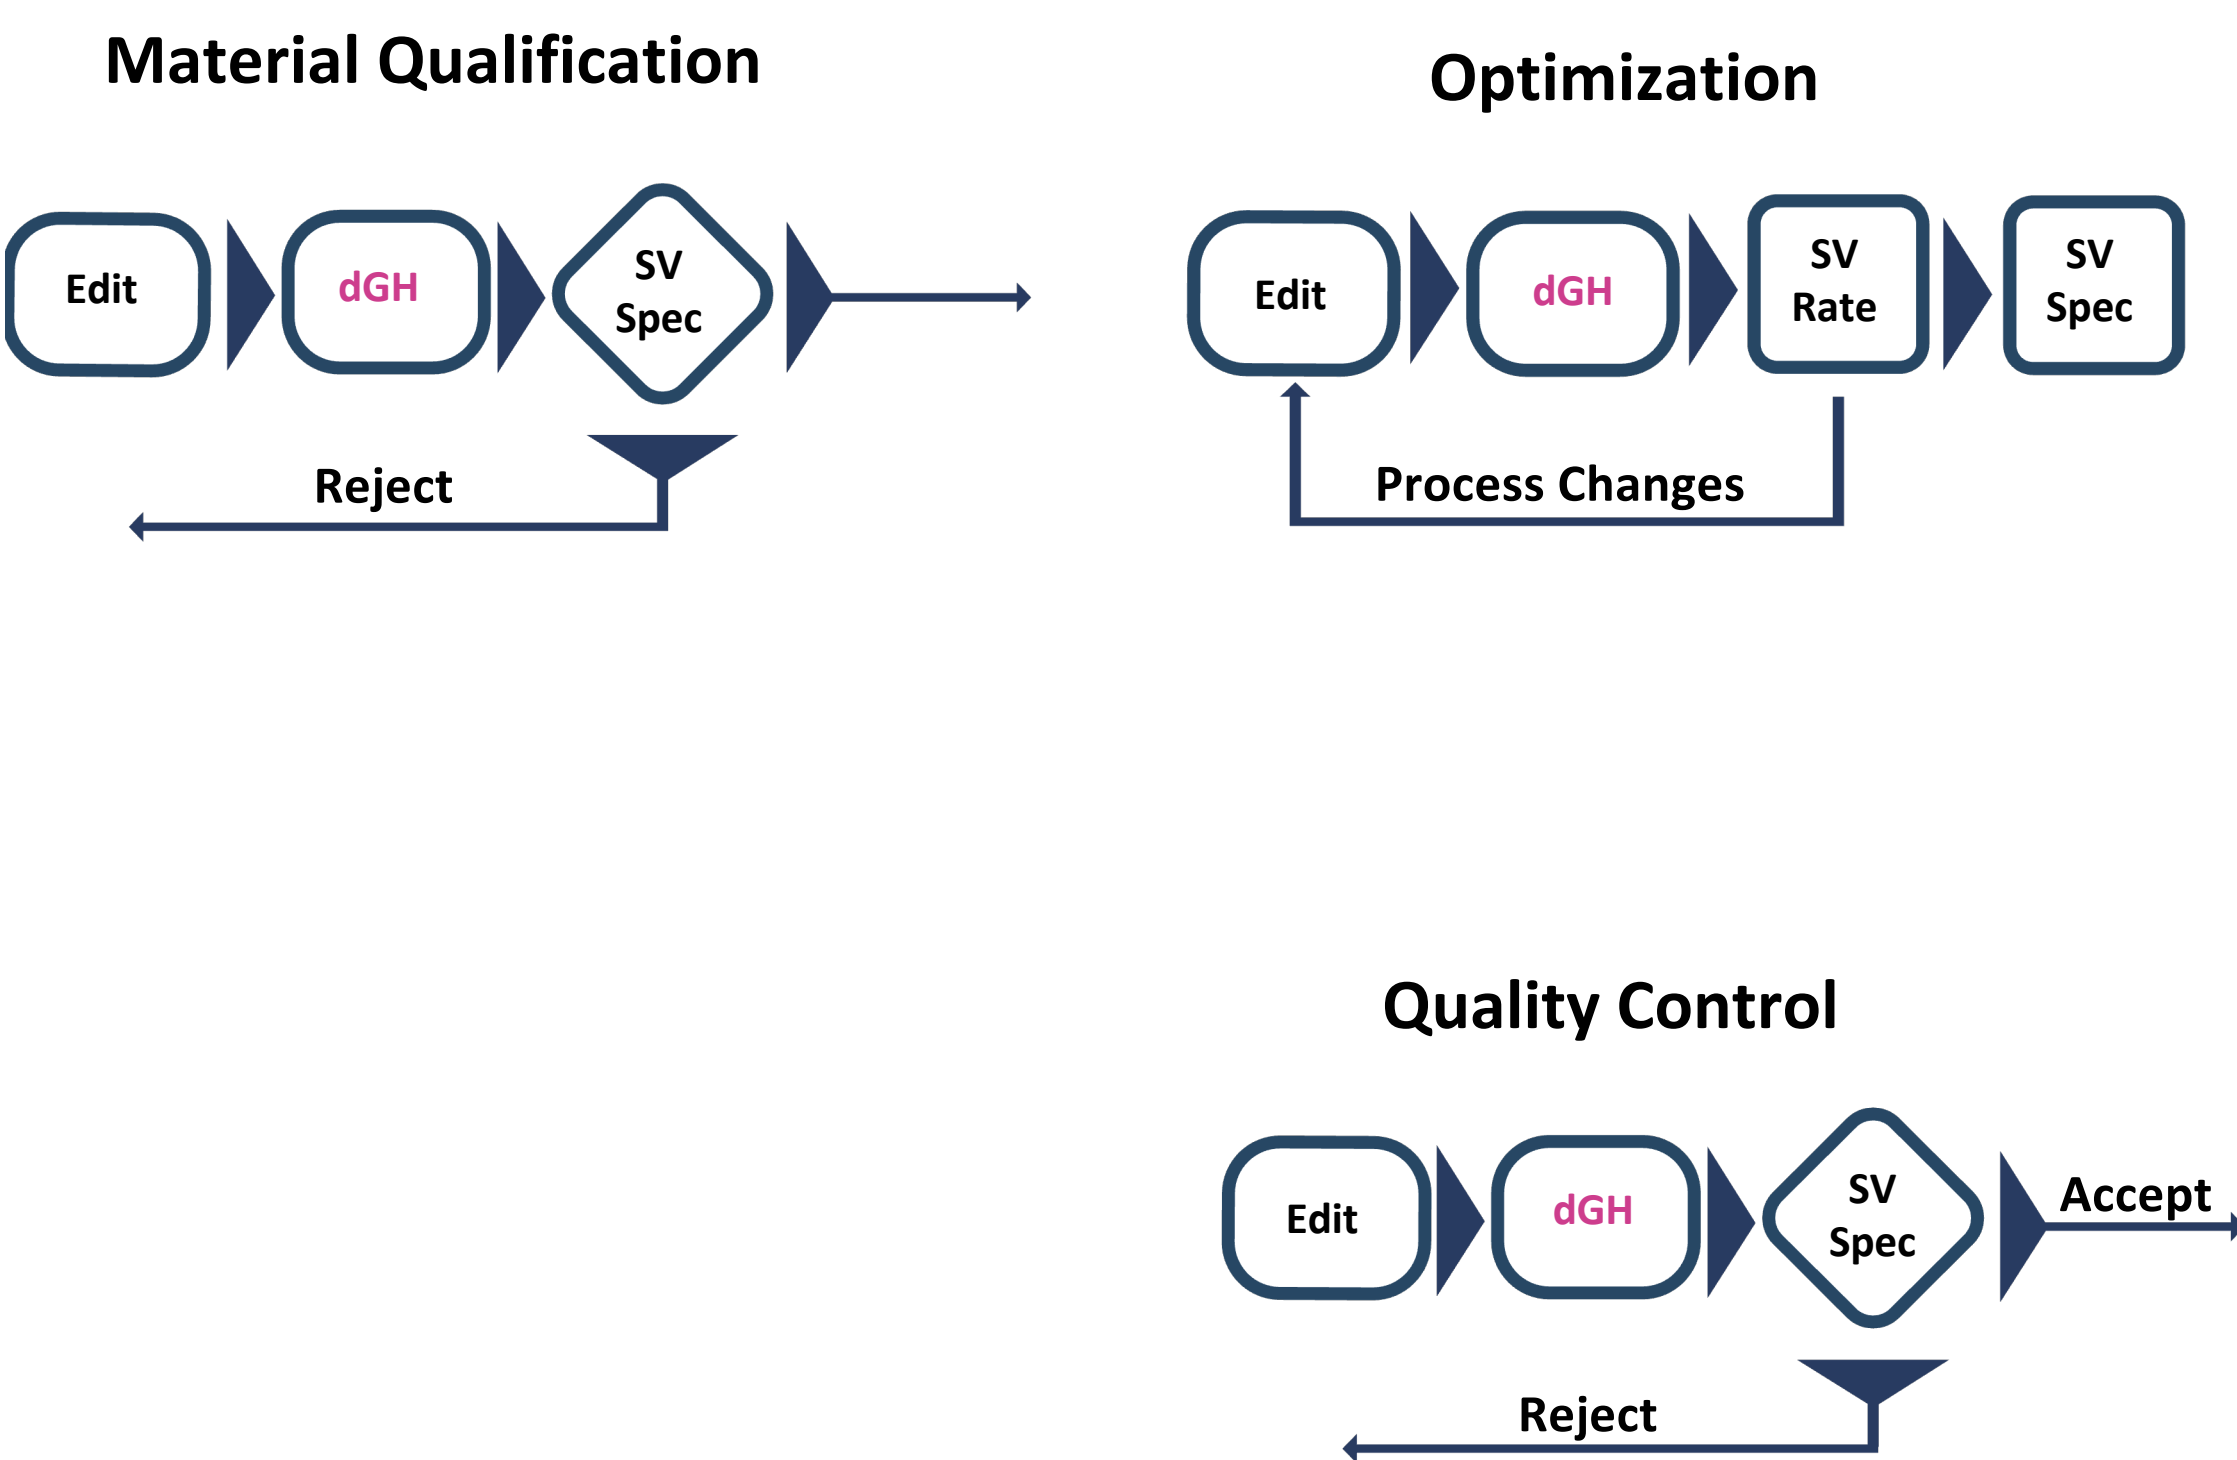 Material Qualification
Edit
dGH
SV
Spec
Reject
Optimization
Edit
dGH
SV
Rate
SV
Spec
Process Changes
Quality Control
Edit
dGH
SV
Spec
Accept
Reject